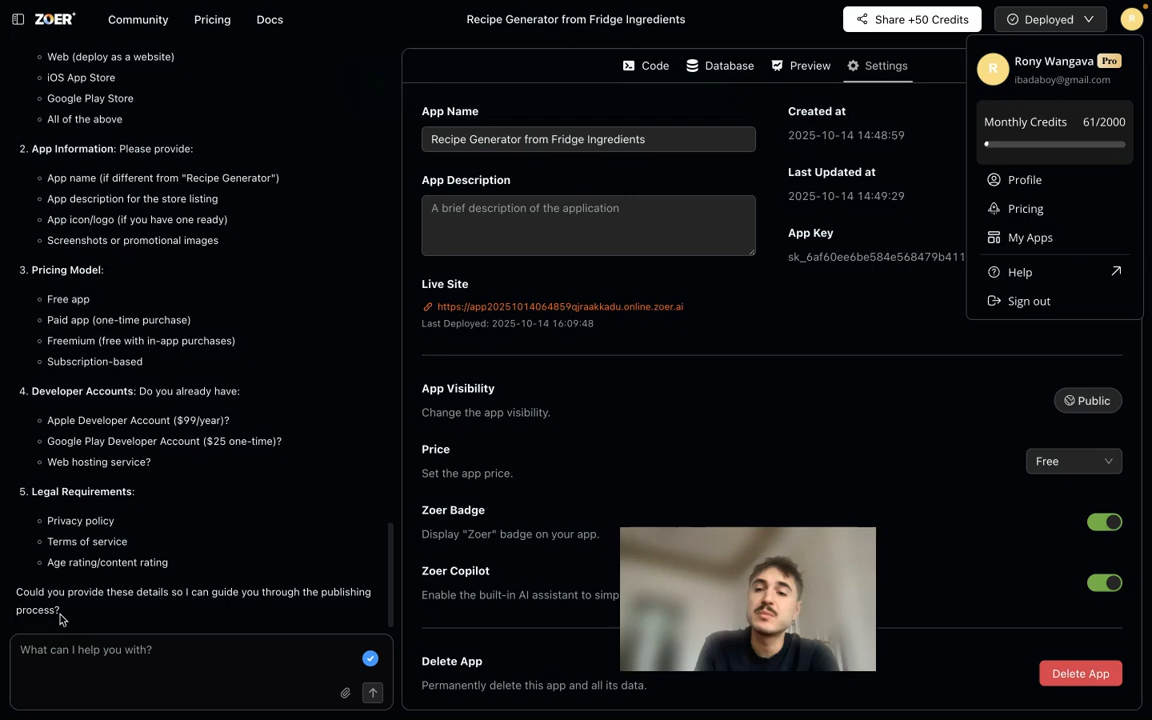 ZOER
Community
Pricing
Docs
Recipe Generator from Fridge Ingredients
Share +50 Credits
Deployed
R
Web (deploy as a website)
iOS App Store
Google Play Store
All of the above
2. App Information: Please provide:
App name (if different from "Recipe Generator")
App description for the store listing
App icon/logo (if you have one ready)
Screenshots or promotional images
3. Pricing Model:
Free app
Paid app (one-time purchase)
Freemium (free with in-app purchases)
Subscription-based
4. Developer Accounts: Do you already have:
Apple Developer Account ($99/year)?
Google Play Developer Account ($25 one-time)?
Web hosting service?
5. Legal Requirements:
Privacy policy
Terms of service
Age rating/content rating
Could you provide these details so I can guide you through the publishing
process?
What can I help you with?
Code
Database
Preview
Settings
App Name
Recipe Generator from Fridge Ingredients
App Description
A brief description of the application
Live Site
https://app20251014064859qjraakkadu.online.zoer.ai
Last Deployed: 2025-10-14 16:09:48
Created at
2025-10-14 14:48:59
Last Updated at
2025-10-14 14:49:29
App Key
sk_6af60ee6be584e568479b411
App Visibility
Change the app visibility.
Public
Price
Set the app price.
Free
Zoer Badge
Display "Zoer" badge on your app.
Zoer Copilot
Enable the built-in AI assistant to simp
Delete App
Permanently delete this app and all its data.
Delete App
R
Rony Wangava Pro
ibadaboy@gmail.com
Monthly Credits 61/2000
Profile
Pricing
My Apps
Help
Sign out